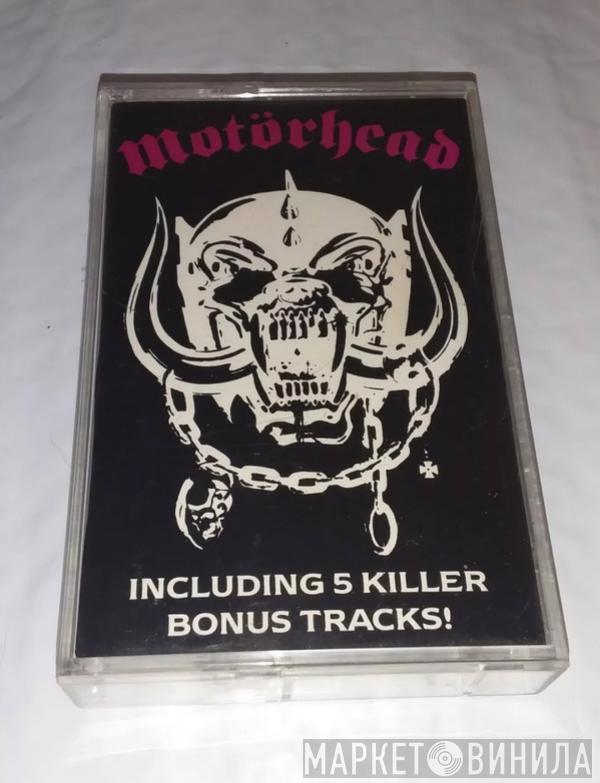 Motörhead
INCLUDING 5 KILLER
BONUS TRACKS!
МАРКЕТ ВИНИЛА